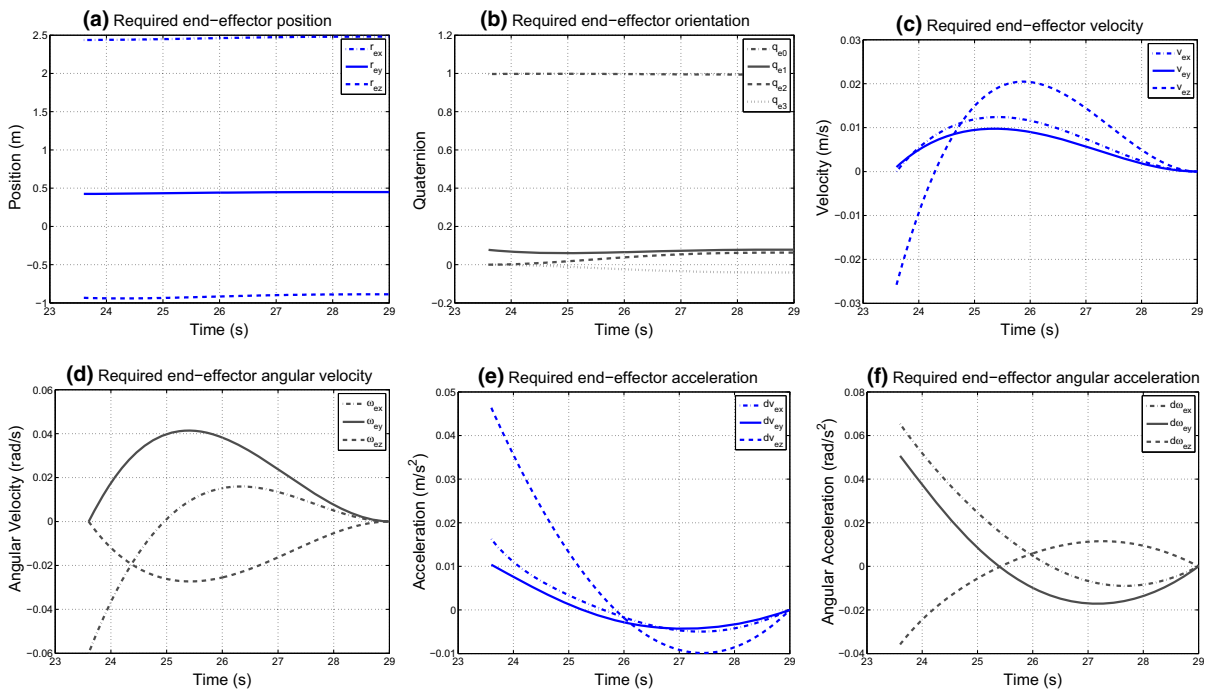 (a) Required end−effector position
2.5
2
1.5
1
0.5
0
−0.5
−1
Position (m)
23 24 25 26 27 28 29
Time (s)
r_ex
r_ey
r_ez
(b) Required end−effector orientation
1.2
1
0.8
0.6
0.4
0.2
0
−0.2
Quaternion
23 24 25 26 27 28 29
Time (s)
q_e0
q_e1
q_e2
q_e3
(c) Required end−effector velocity
0.03
0.02
0.01
0
−0.01
−0.02
−0.03
Velocity (m/s)
23 24 25 26 27 28 29
Time (s)
v_ex
v_ey
v_ez
(d) Required end−effector angular velocity
0.06
0.04
0.02
0
−0.02
−0.04
−0.06
Angular Velocity (rad/s)
23 24 25 26 27 28 29
Time (s)
ω_ex
ω_ey
ω_ez
(e) Required end−effector acceleration
0.05
0.04
0.03
0.02
0.01
0
−0.01
Acceleration (m/s²)
23 24 25 26 27 28 29
Time (s)
dv_ex
dv_ey
dv_ez
(f) Required end−effector angular acceleration
0.08
0.06
0.04
0.02
0
−0.02
−0.04
Angular Acceleration (rad/s²)
23 24 25 26 27 28 29
Time (s)
dω_ex
dω_ey
dω_ez